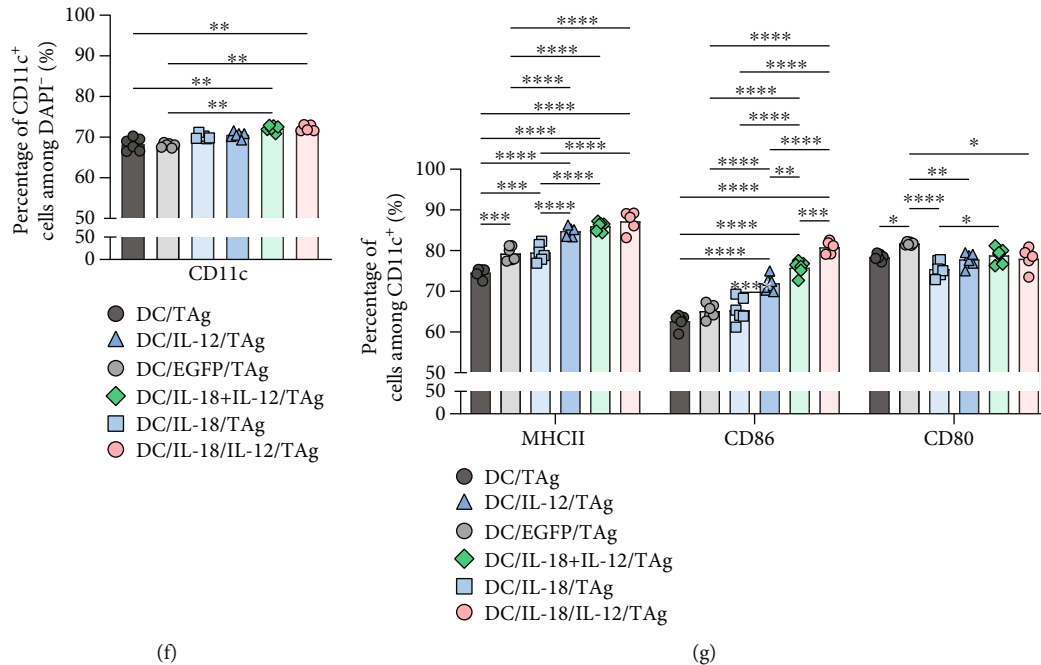 Percentage of CD11c⁺
cells among DAPI⁻ (%)
100
90
80
70
60
50
50
0
**
**
**
**
CD11c
DC/TAg
DC/IL-12/TAg
DC/EGFP/TAg
DC/IL-18+IL-12/TAg
DC/IL-18/TAg
DC/IL-18/IL-12/TAg
(f)
Percentage of
cells among CD11c⁺ (%)
100
90
80
70
60
50
50
0
****
****
****
****
****
**** ****
*** ****
*** ****
MHCII
****
****
****
****
****
**** **
****
**** ***
****
***
CD86
*
**
****
* *
CD80
DC/TAg
DC/IL-12/TAg
DC/EGFP/TAg
DC/IL-18+IL-12/TAg
DC/IL-18/TAg
DC/IL-18/IL-12/TAg
(g)